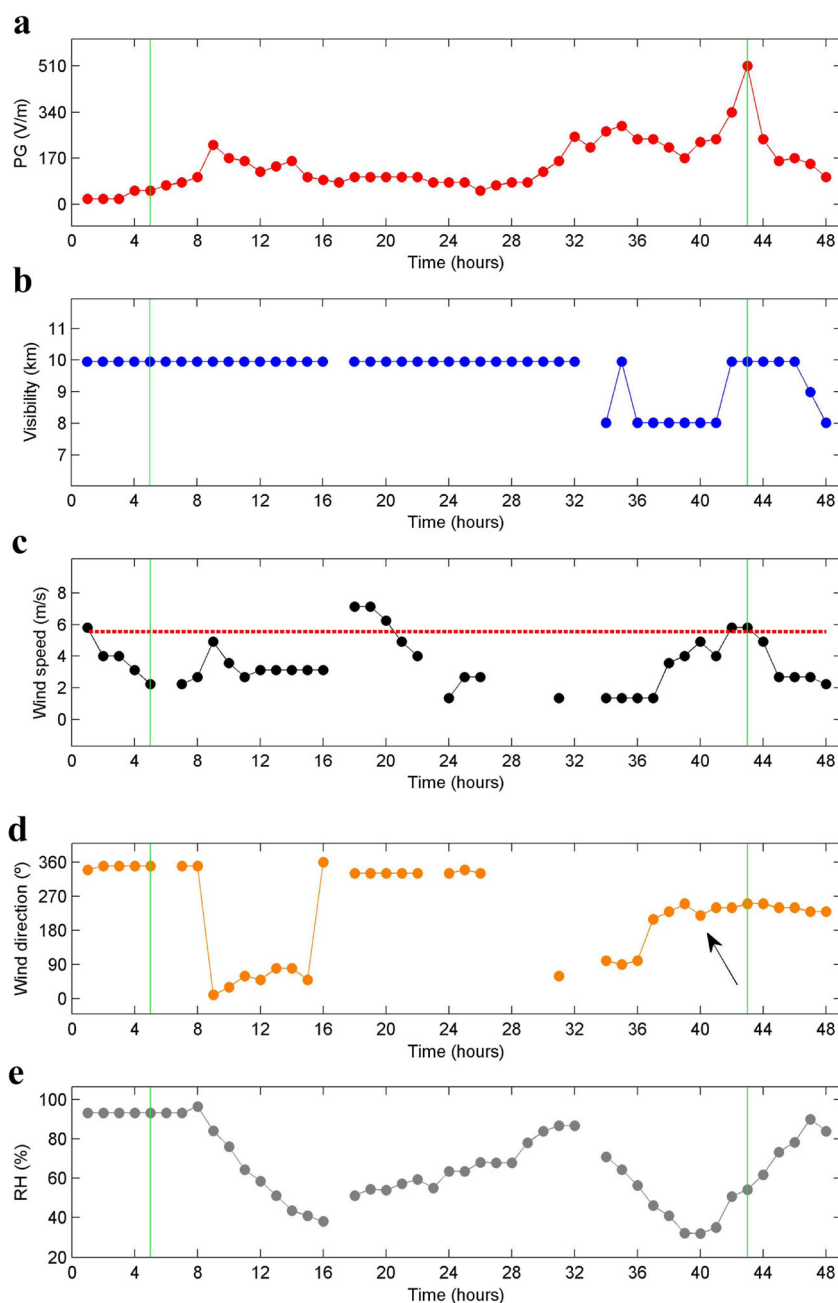 a
PG (V/m)
510
340
170
0
0 4 8 12 16 20 24 28 32 36 40 44 48
Time (hours)
b
Visibility (km)
11
10
9
8
7
0 4 8 12 16 20 24 28 32 36 40 44 48
Time (hours)
c
Wind speed (m/s)
8
6
4
2
0
0 4 8 12 16 20 24 28 32 36 40 44 48
Time (hours)
d
Wind direction (º)
360
270
180
90
0
0 4 8 12 16 20 24 28 32 36 40 44 48
Time (hours)
e
RH (%)
100
80
60
40
20
0 4 8 12 16 20 24 28 32 36 40 44 48
Time (hours)